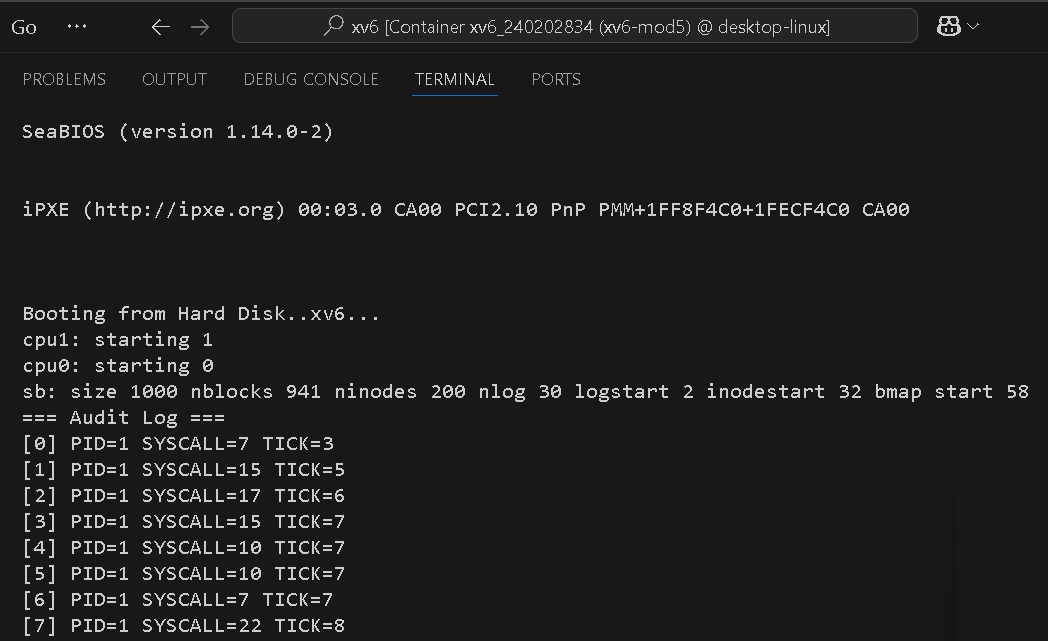 Go ··· xv6 [Container xv6_240202834 (xv6-mod5) @ desktop-linux]
PROBLEMS OUTPUT DEBUG CONSOLE TERMINAL PORTS
SeaBIOS (version 1.14.0-2)
iPXE (http://ipxe.org) 00:03.0 CA00 PCI2.10 PnP PMM+1FF8F4C0+1FECF4C0 CA00
Booting from Hard Disk..xv6...
cpu1: starting 1
cpu0: starting 0
sb: size 1000 nblocks 941 ninodes 200 nlog 30 logstart 2 inodestart 32 bmap start 58
=== Audit Log ===
[0] PID=1 SYSCALL=7 TICK=3
[1] PID=1 SYSCALL=15 TICK=5
[2] PID=1 SYSCALL=17 TICK=6
[3] PID=1 SYSCALL=15 TICK=7
[4] PID=1 SYSCALL=10 TICK=7
[5] PID=1 SYSCALL=10 TICK=7
[6] PID=1 SYSCALL=7 TICK=7
[7] PID=1 SYSCALL=22 TICK=8